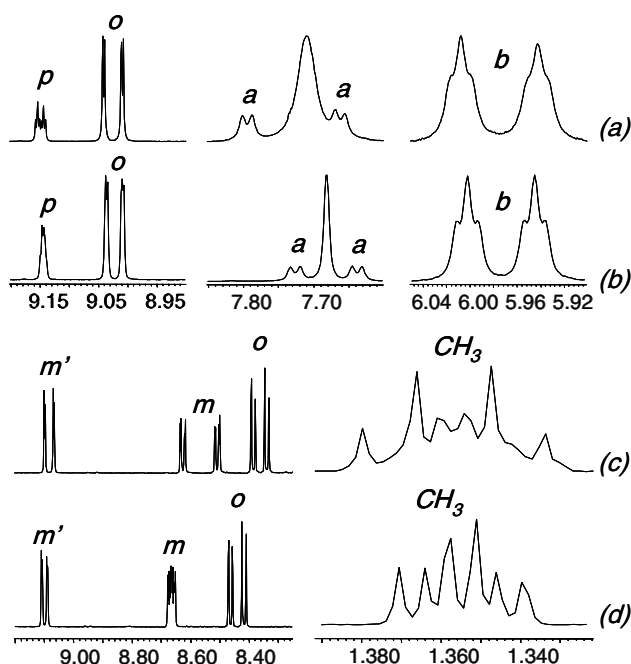 p o a a b (a)
p o a a b (b)
9.15 9.05 8.95 7.80 7.70 6.04 6.00 5.96 5.92
m' m o CH₃ (c)
m' m o CH₃ (d)
9.00 8.80 8.60 8.40 1.380 1.360 1.340